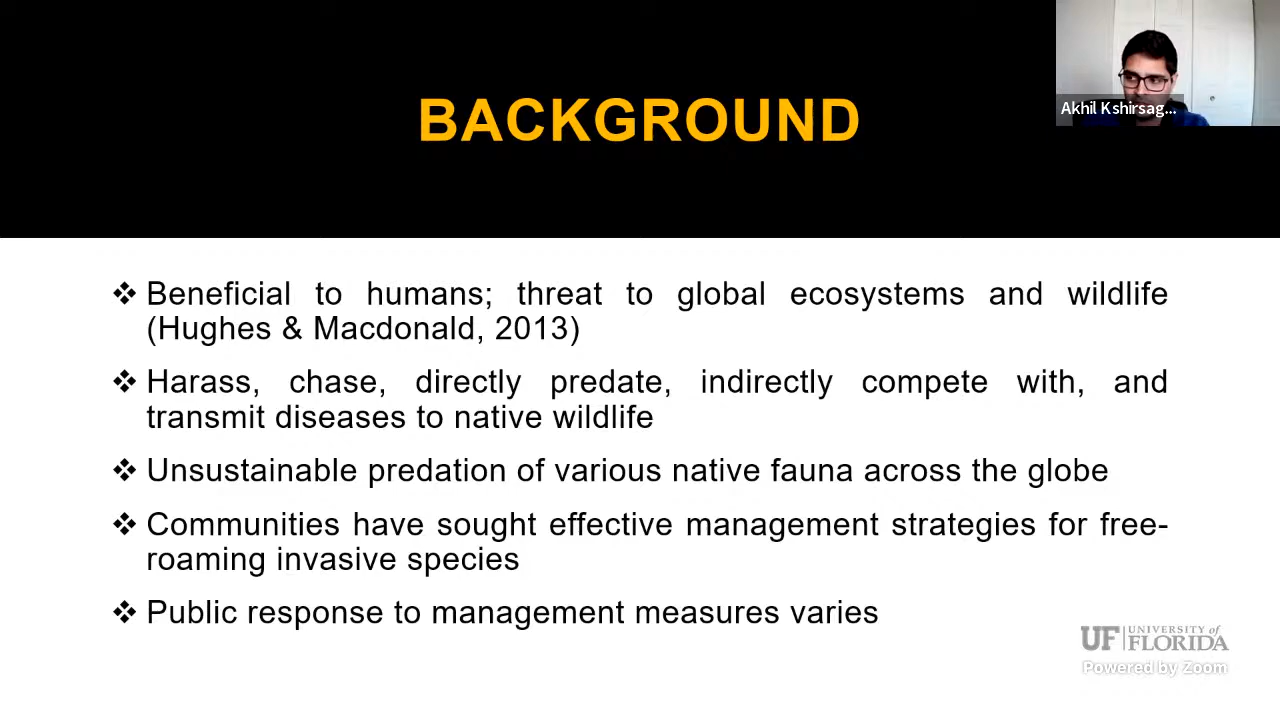 BACKGROUND
Akhil Kshirsag...
❖ Beneficial to humans; threat to global ecosystems and wildlife
(Hughes & Macdonald, 2013)
❖ Harass, chase, directly predate, indirectly compete with, and
transmit diseases to native wildlife
❖ Unsustainable predation of various native fauna across the globe
❖ Communities have sought effective management strategies for free-
roaming invasive species
❖ Public response to management measures varies
UF UNIVERSITY of
FLORIDA
Powered by Zoom